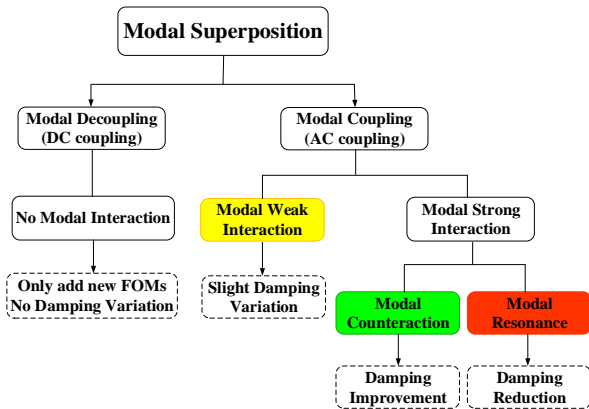 Modal Superposition
Modal Decoupling
(DC coupling)
Modal Coupling
(AC coupling)
No Modal Interaction
Modal Weak
Interaction
Modal Strong
Interaction
Only add new FOMs
No Damping Variation
Slight Damping
Variation
Modal
Counteraction
Modal
Resonance
Damping
Improvement
Damping
Reduction